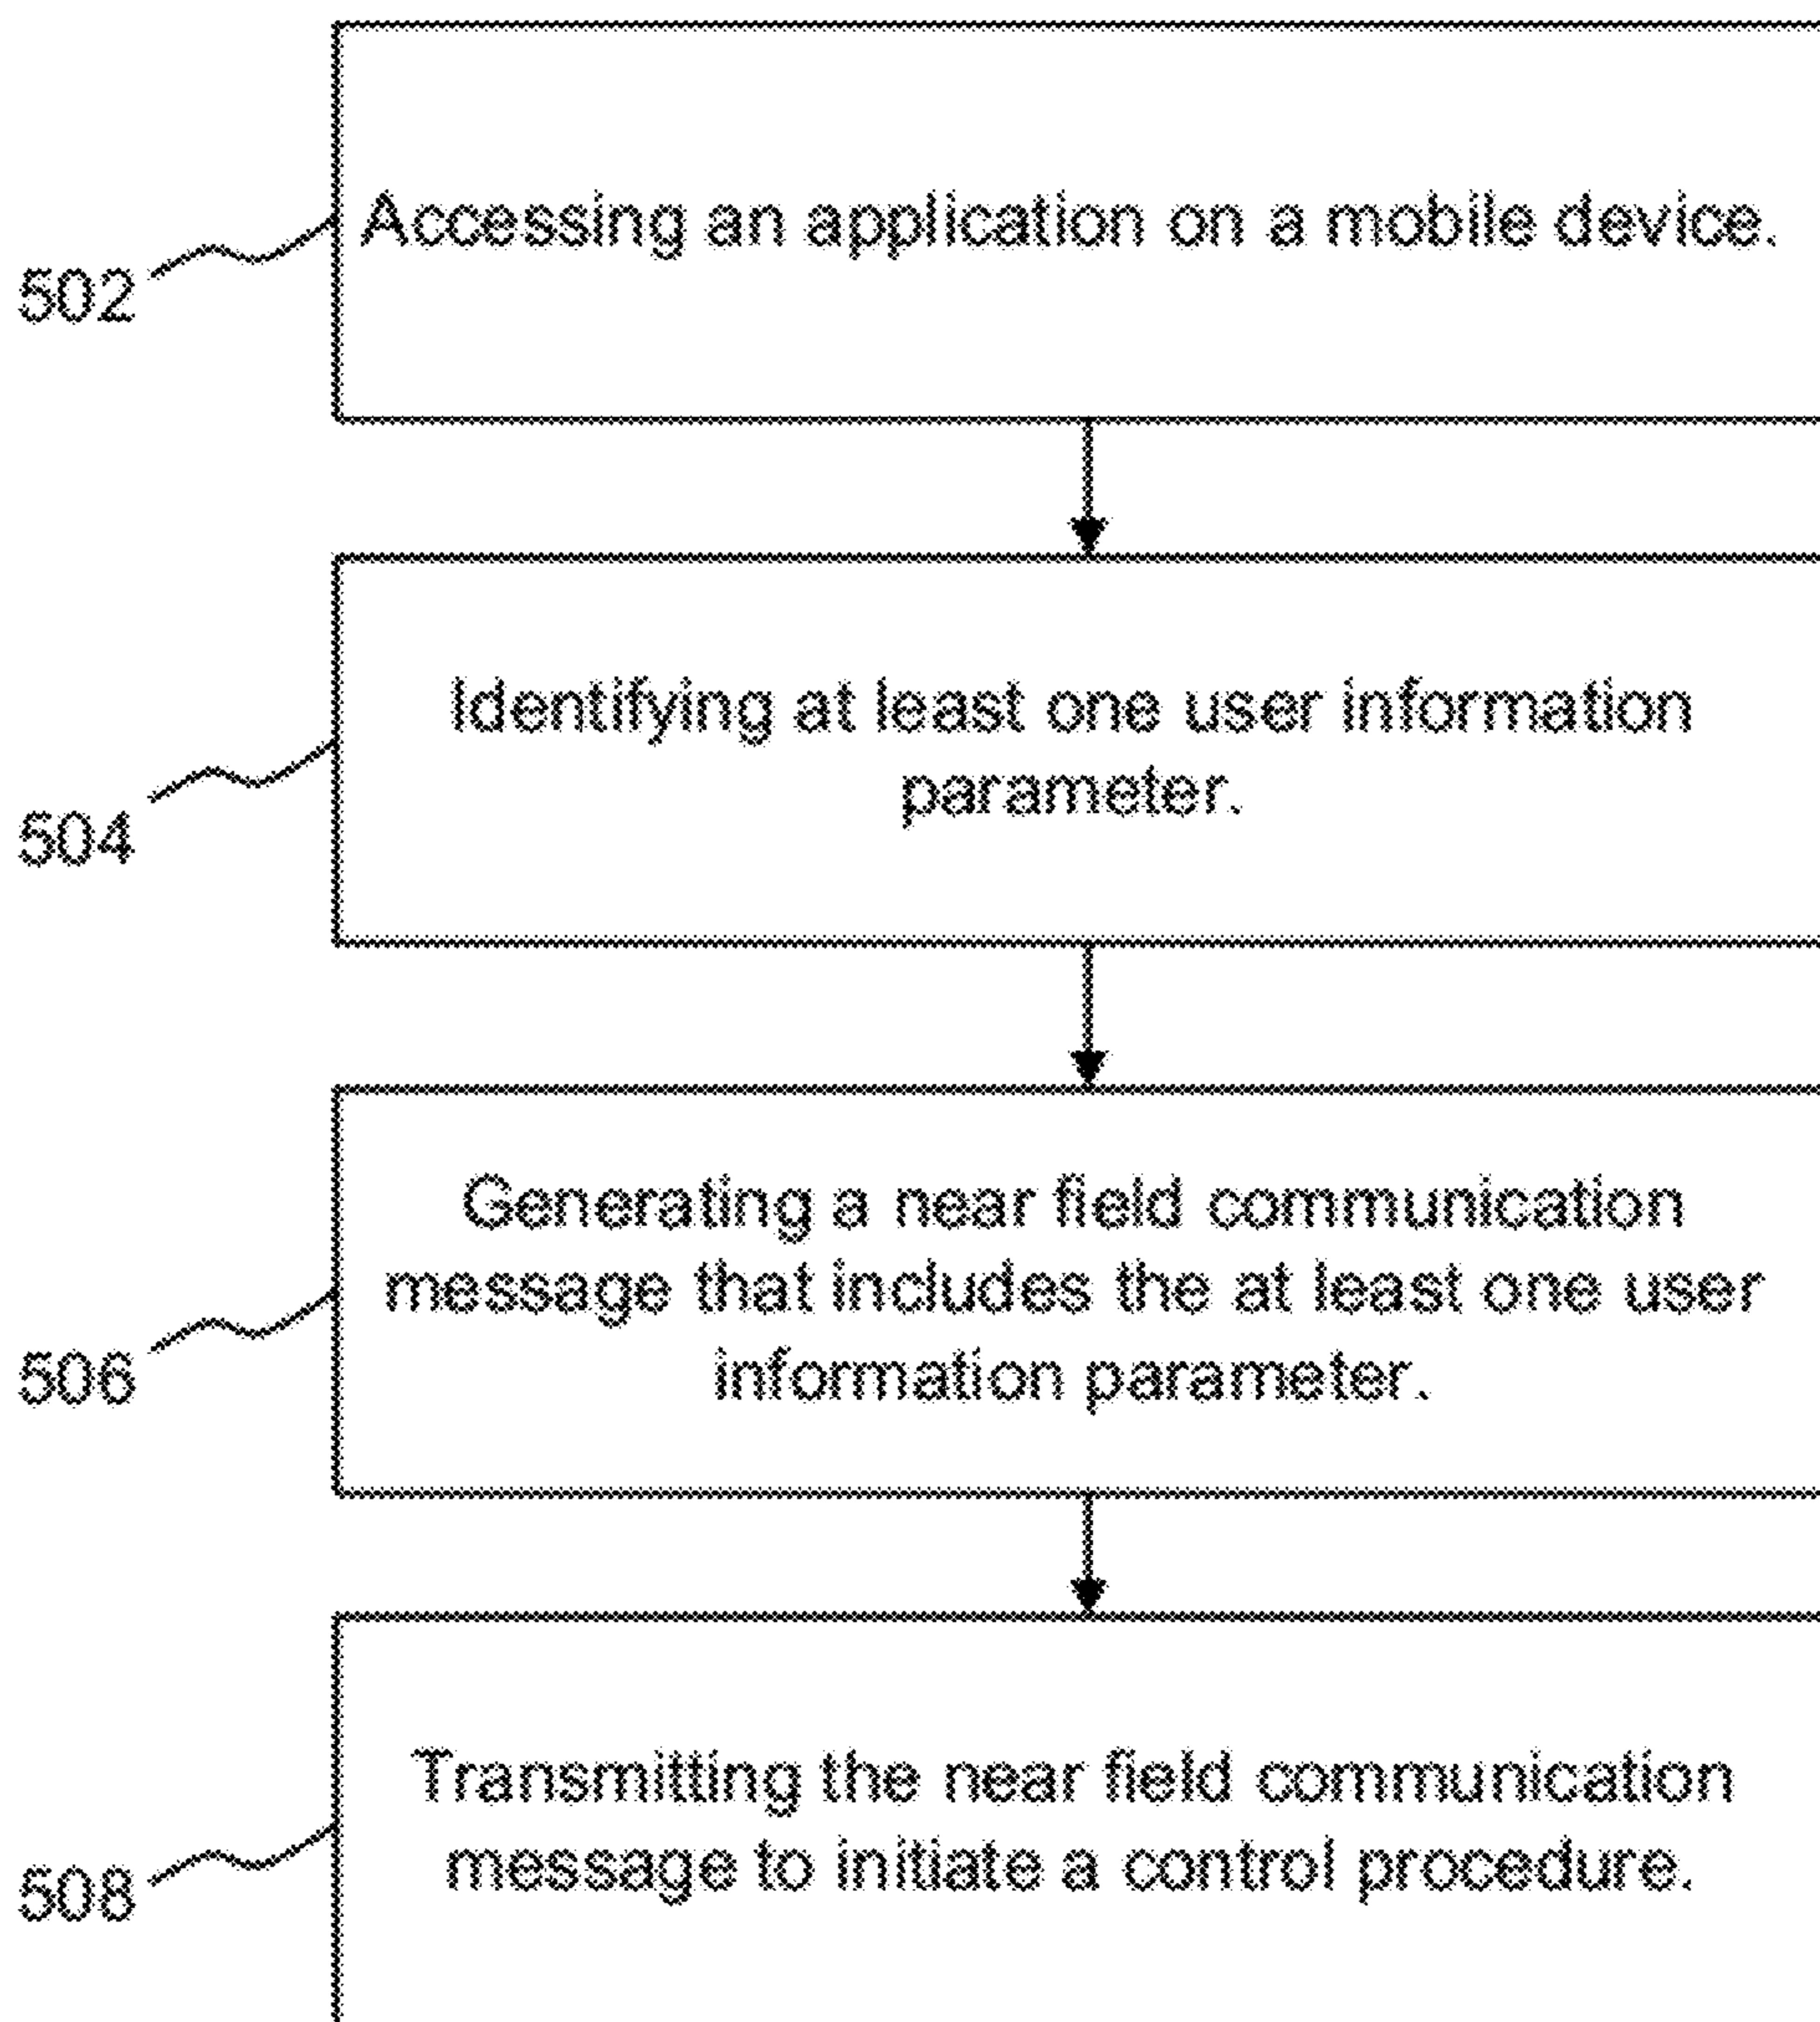 Accessing an application on a mobile device.
502
Identifying at least one user information
parameter.
504
Generating a near field communication
message that includes the at least one user
information parameter.
506
Transmitting the near field communication
message to initiate a control procedure.
508